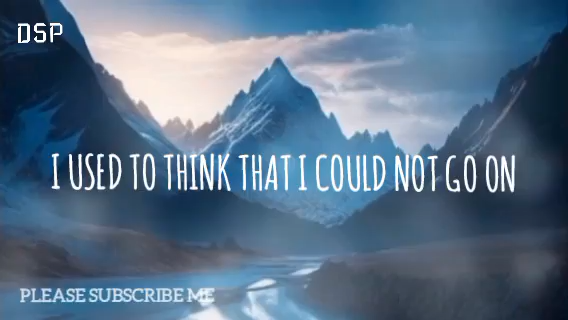 DSP
I USED TO THINK THAT I COULD NOT GO ON
PLEASE SUBSCRIBE ME